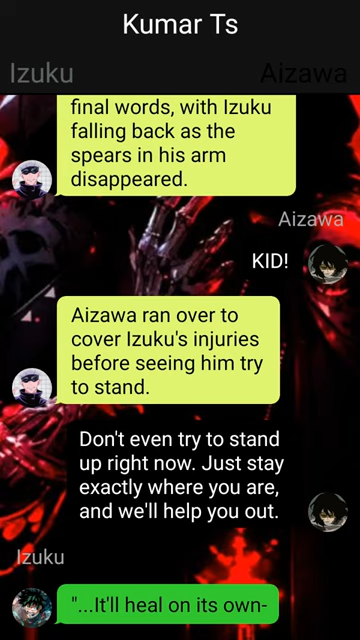 Kumar Ts
Izuku
Aizawa
final words, with Izuku
falling back as the
spears in his arm
disappeared.
Aizawa
KID!
Aizawa ran over to
cover Izuku's injuries
before seeing him try
to stand.
Don't even try to stand
up right now. Just stay
exactly where you are,
and we'll help you out.
Izuku
"...It'll heal on its own-